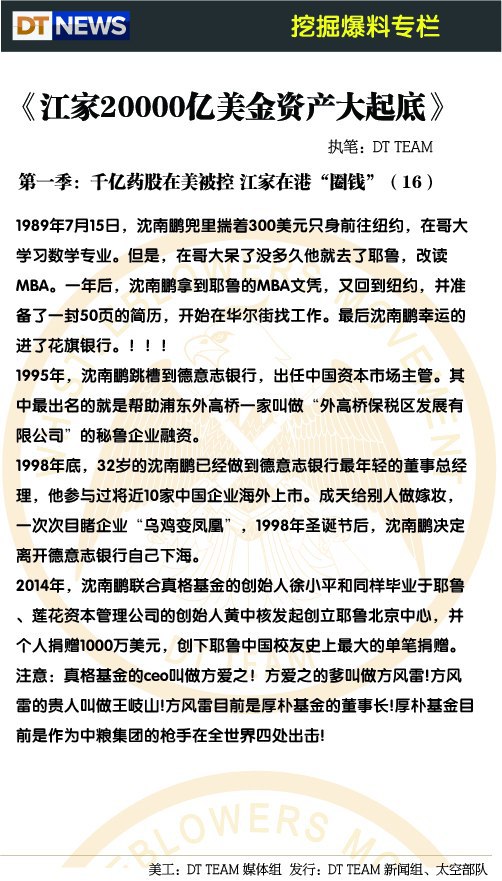 DT NEWS
挖掘爆料专栏
《江家20000亿美金资产大起底》
执笔：DT TEAM
第一季：千亿药股在美被控 江家在港“圈钱”（16）
1989年7月15日，沈南鹏兜里揣着300美元只身前往纽约，在哥大
学习数学专业。但是，在哥大呆了没多久他就去了耶鲁，改读
MBA。一年后，沈南鹏拿到耶鲁的MBA文凭，又回到纽约，并准
备了一封50页的简历，开始在华尔街找工作。最后沈南鹏幸运的
进了花旗银行。！！！
1995年，沈南鹏跳槽到德意志银行，出任中国资本市场主管。其
中最出名的就是帮助浦东外高桥一家叫做“外高桥保税区发展有
限公司”的秘鲁企业融资。
1998年底，32岁的沈南鹏已经做到德意志银行最年轻的董事总经
理，他参与过将近10家中国企业海外上市。成天给别人做嫁妆，
一次次目睹企业“乌鸡变凤凰”，1998年圣诞节后，沈南鹏决定
离开德意志银行自己下海。
2014年，沈南鹏联合真格基金的创始人徐小平和同样毕业于耶鲁
、莲花资本管理公司的创始人黄中核发起创立耶鲁北京中心，并
个人捐赠1000万美元，创下耶鲁中国校友史上最大的单笔捐赠。
注意：真格基金的ceo叫做方爱之！方爱之的爹叫做方风雷!方风
雷的贵人叫做王岐山!方风雷目前是厚朴基金的董事长!厚朴基金目
前是作为中粮集团的枪手在全世界四处出击!
美工：DT TEAM 媒体组 发行：DT TEAM 新闻组、太空部队